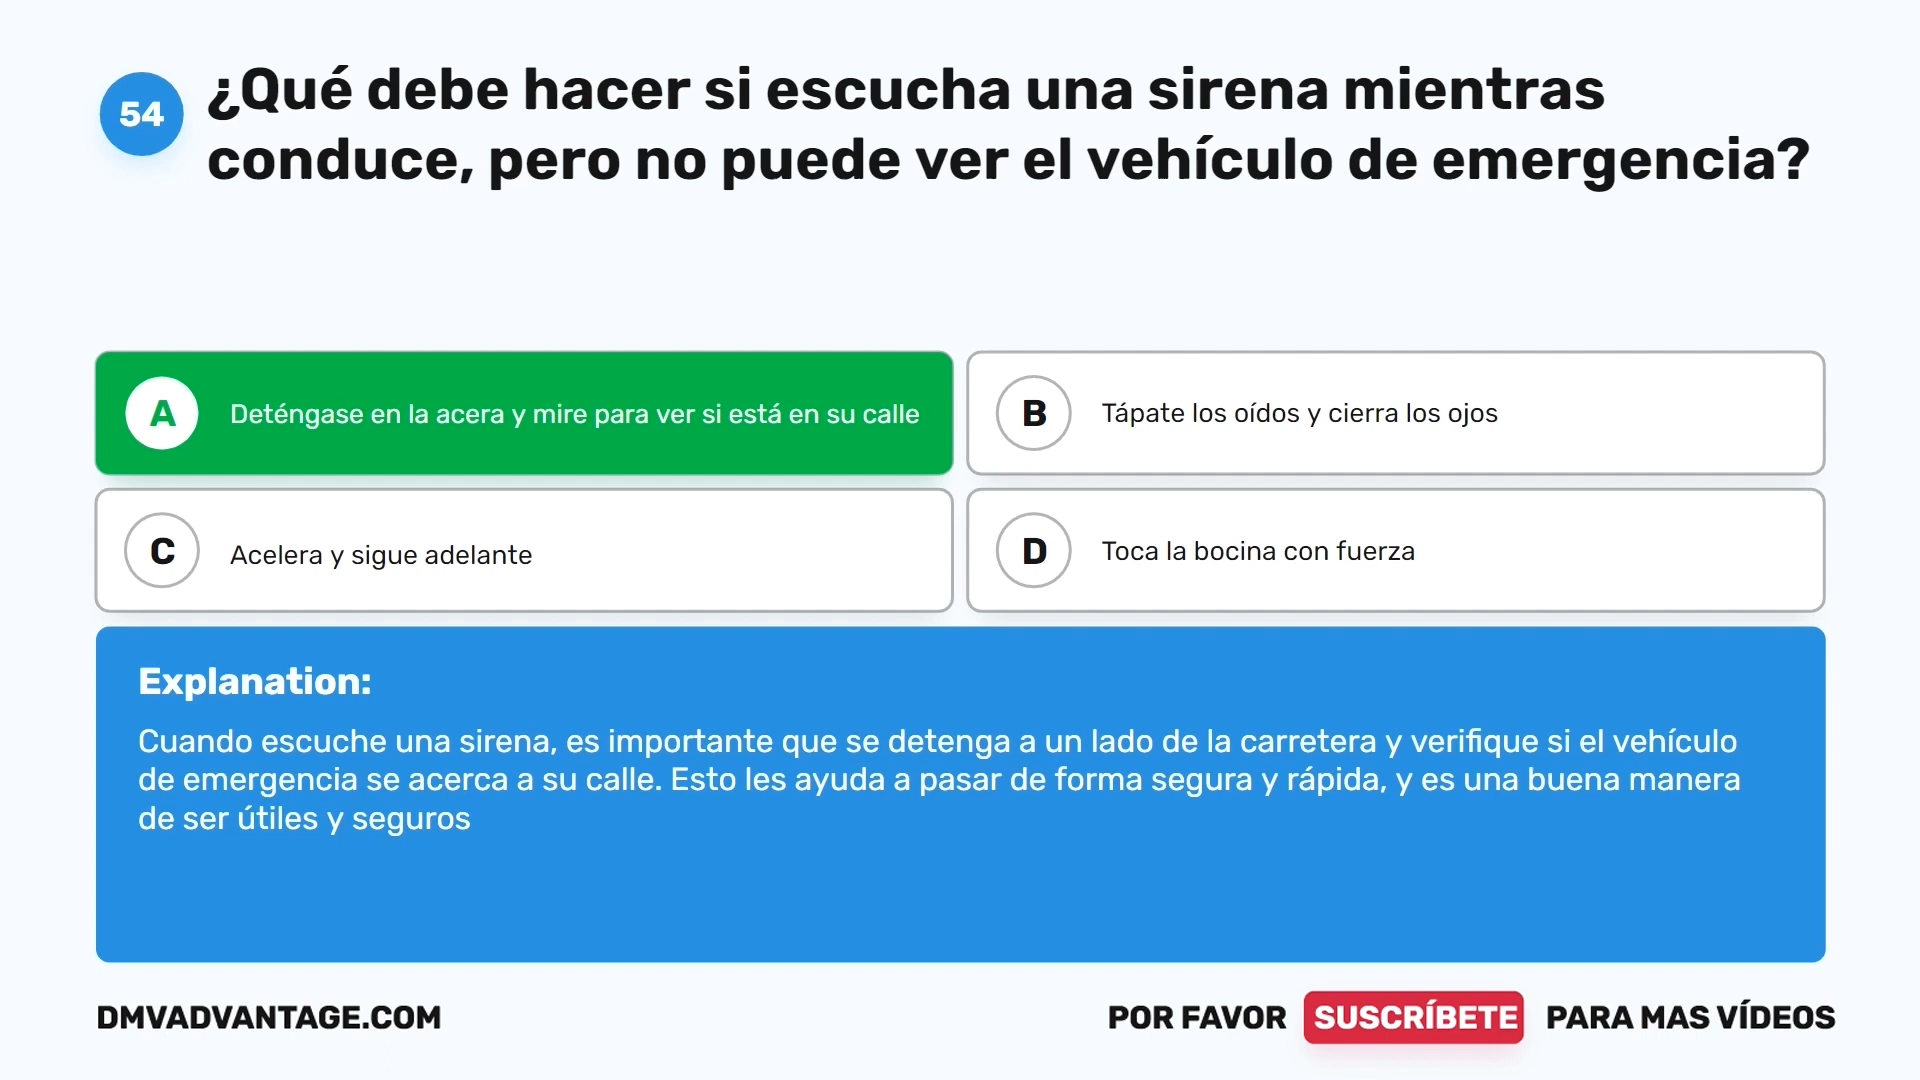 54
¿Qué debe hacer si escucha una sirena mientras
conduce, pero no puede ver el vehículo de emergencia?
A Deténgase en la acera y mire para ver si está en su calle
B Tápate los oídos y cierra los ojos
C Acelera y sigue adelante
D Toca la bocina con fuerza
Explanation:
Cuando escuche una sirena, es importante que se detenga a un lado de la carretera y verifique si el vehículo
de emergencia se acerca a su calle. Esto les ayuda a pasar de forma segura y rápida, y es una buena manera
de ser útiles y seguros
DMVADVANTAGE.COM
POR FAVOR SUSCRÍBETE PARA MAS VÍDEOS